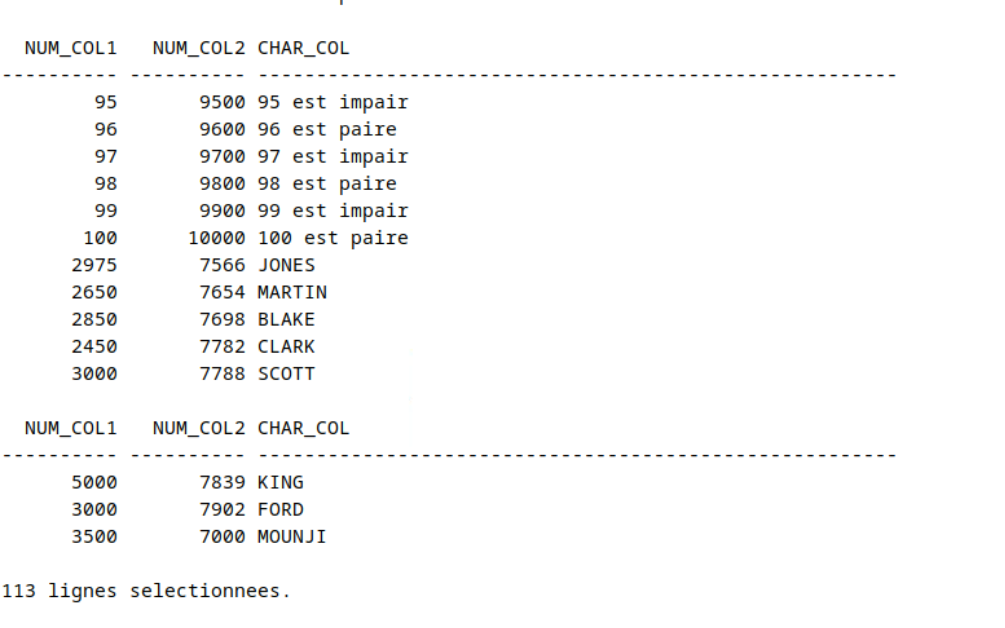 NUM_COL1   NUM_COL2 CHAR_COL
---------- ---------- -------------------------------------------------------
95       9500 95 est impair
96       9600 96 est paire
97       9700 97 est impair
98       9800 98 est paire
99       9900 99 est impair
100      10000 100 est paire
2975       7566 JONES
2650       7654 MARTIN
2850       7698 BLAKE
2450       7782 CLARK
3000       7788 SCOTT
NUM_COL1   NUM_COL2 CHAR_COL
---------- ---------- -------------------------------------------------------
5000       7839 KING
3000       7902 FORD
3500       7000 MOUNJI
113 lignes selectionnees.